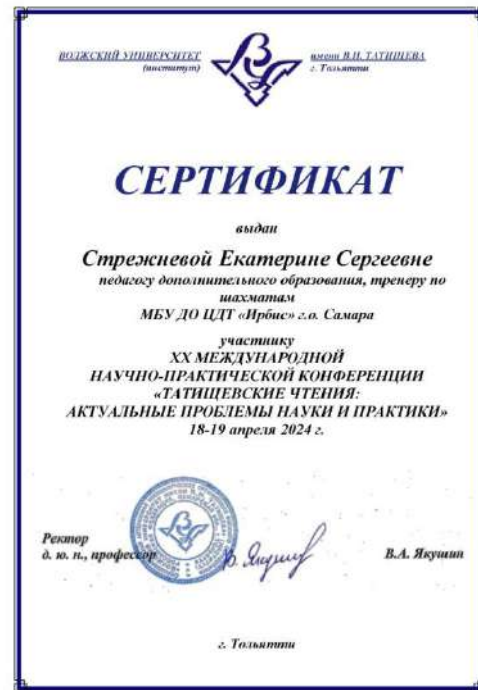 ВОЛЖСКИЙ УНИВЕРСИТЕТ
(институт)
имени В.Н. ТАТИЩЕВА
г. Тольятти
СЕРТИФИКАТ
выдан
Стрежневой Екатерине Сергеевне
педагогу дополнительного образования, тренеру по
шахматам
МБУ ДО ЦДТ «Ирбис» г.о. Самара
участнику
XX МЕЖДУНАРОДНОЙ
НАУЧНО-ПРАКТИЧЕСКОЙ КОНФЕРЕНЦИИ
«ТАТИЩЕВСКИЕ ЧТЕНИЯ:
АКТУАЛЬНЫЕ ПРОБЛЕМЫ НАУКИ И ПРАКТИКИ»
18-19 апреля 2024 г.
Ректор
д. ю. н., профессор
В. Якушин
В.А. Якушин
г. Тольятти